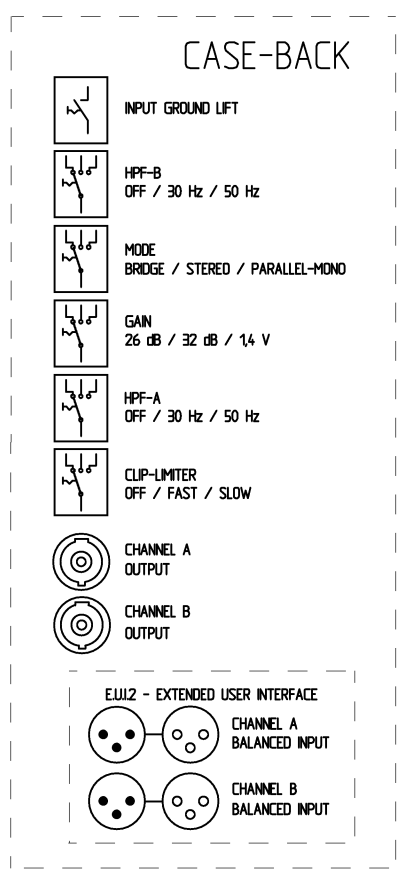 CASE-BACK
INPUT GROUND LIFT
HPF-B
OFF / 30 Hz / 50 Hz
MODE
BRIDGE / STEREO / PARALLEL-MONO
GAIN
26 dB / 32 dB / 1,4 V
HPF-A
OFF / 30 Hz / 50 Hz
CLIP-LIMITER
OFF / FAST / SLOW
CHANNEL A
OUTPUT
CHANNEL B
OUTPUT
E.U.I.2 - EXTENDED USER INTERFACE
CHANNEL A
BALANCED INPUT
CHANNEL B
BALANCED INPUT